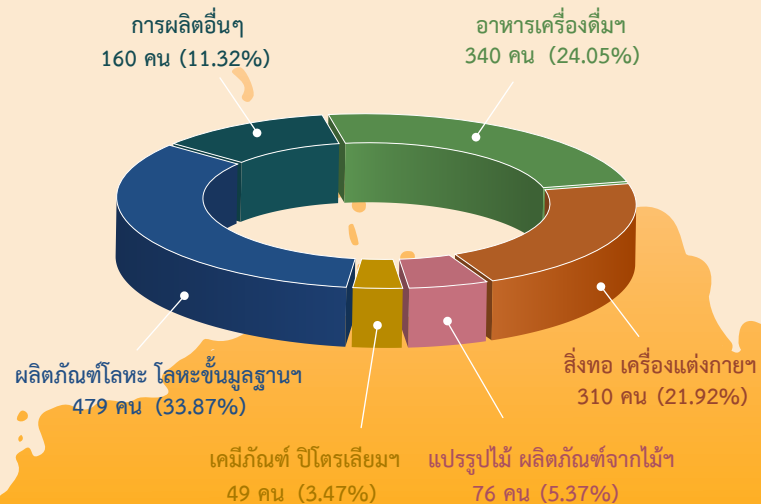 การผลิตอื่นๆ
160 คน (11.32%)
อาหารเครื่องดื่มฯ
340 คน (24.05%)
ผลิตภัณฑ์โลหะ โลหะขั้นมูลฐานฯ
479 คน (33.87%)
สิ่งทอ เครื่องแต่งกายฯ
310 คน (21.92%)
เคมีภัณฑ์ ปิโตรเลียมฯ
49 คน (3.47%)
แปรรูปไม้ ผลิตภัณฑ์จากไม้ฯ
76 คน (5.37%)